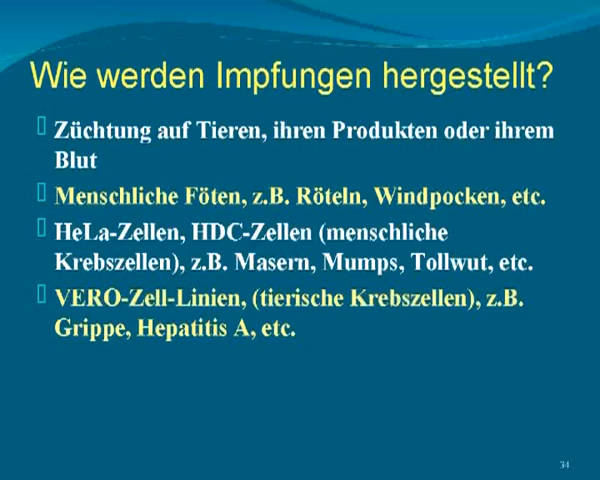 Wie werden Impfungen hergestellt?
Züchtung auf Tieren, ihren Produkten oder ihrem
Blut
Menschliche Föten, z.B. Röteln, Windpocken, etc.
HeLa-Zellen, HDC-Zellen (menschliche
Krebszellen), z.B. Masern, Mumps, Tollwut, etc.
VERO-Zell-Linien, (tierische Krebszellen), z.B.
Grippe, Hepatitis A, etc.
34